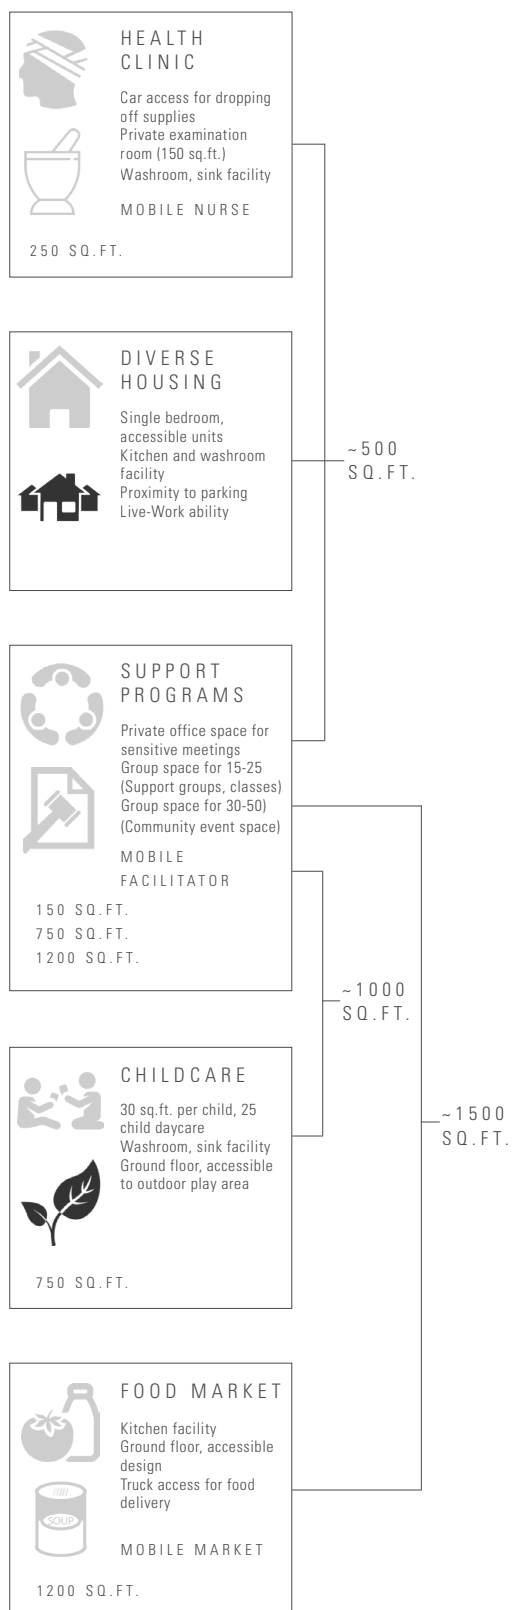 HEALTH
CLINIC
Car access for dropping
off supplies
Private examination
room (150 sq.ft.)
Washroom, sink facility
MOBILE NURSE
250 SQ.FT.
DIVERSE
HOUSING
Single bedroom,
accessible units
Kitchen and washroom
facility
Proximity to parking
Live-Work ability
~500
SQ.FT.
SUPPORT
PROGRAMS
Private office space for
sensitive meetings
Group space for 15-25
(Support groups, classes)
Group space for 30-50)
(Community event space)
MOBILE
FACILITATOR
150 SQ.FT.
750 SQ.FT.
1200 SQ.FT.
~1000
SQ.FT.
CHILDCARE
30 sq.ft. per child, 25
child daycare
Washroom, sink facility
Ground floor, accessible
to outdoor play area
750 SQ.FT.
~1500
SQ.FT.
FOOD MARKET
Kitchen facility
Ground floor, accessible
design
Truck access for food
delivery
SOUP
MOBILE MARKET
1200 SQ.FT.